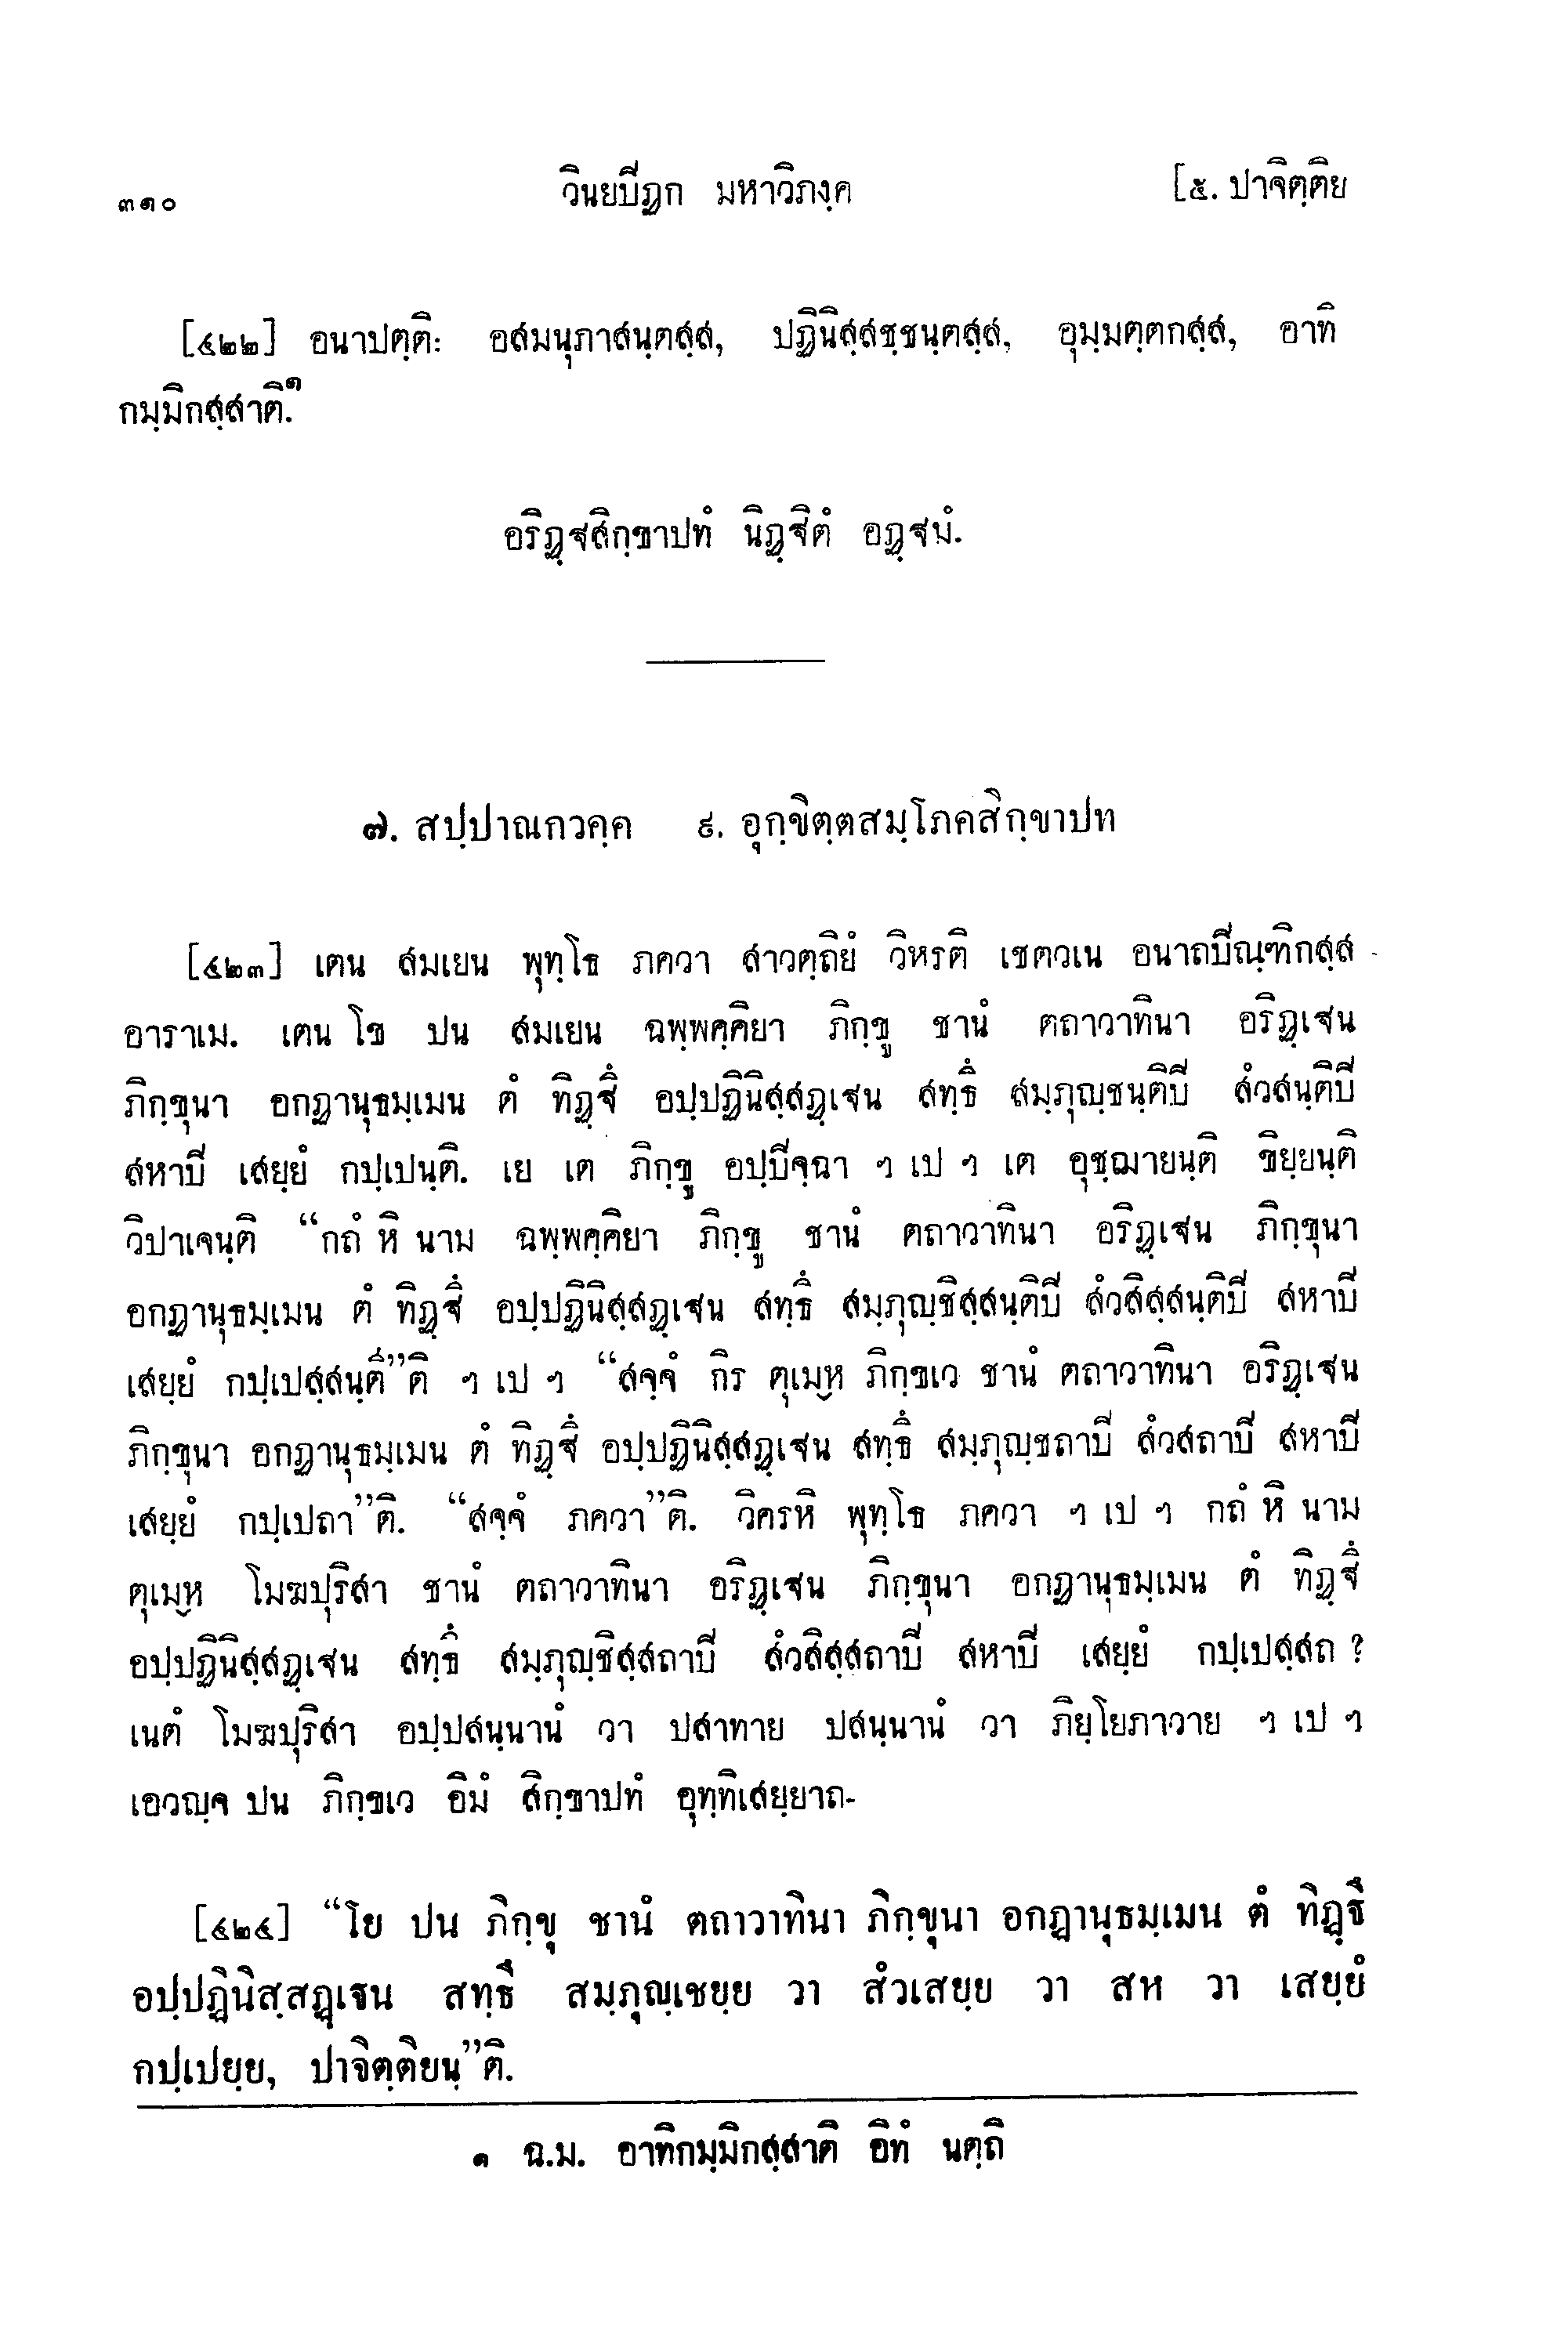 ๓๑๐ วินยปิฏก มหาวิภงฺค [๕. ปาจิตฺติย
[๔๒๒] อนาปตฺติ: อสมนุภาสนฺตสฺส, ปฏินิสฺสชฺชนฺตสฺส, อุมฺมตฺตกสฺส, อาทิ
กมฺมิกสฺสาติ.๑
อริฏฺฐสิกฺขาปทํ นิฏฺฐิตํ อฏฺฐมํ.
๗. สปฺปาณกวคฺค ๙. อุกฺขิตฺตสมฺโภคสิกฺขาปท
[๔๒๓] เตน สมเยน พุทฺโธ ภควา สาวตฺถิยํ วิหรติ เชตวเน อนาถปิณฺฑิกสฺส
อาราเม. เตน โข ปน สมเยน ฉพฺพคฺคิยา ภิกฺขู ชานํ ตถาวาทินา อริฏฺเฐน
ภิกฺขุนา อกฏานุธมฺเมน ตํ ทิฏฺฐึ อปฺปฏินิสฺสฏฺเฐน สทฺธึ สมฺภุญฺชนฺติปิ สํวสนฺติปิ
สหาปิ เสยฺยํ กปฺเปนฺติ. เย เต ภิกฺขู อปฺปิจฺฉา ฯ เป ฯ เต อุชฺฌายนฺติ ขิยฺยนฺติ
วิปาเจนฺติ “กถํ หิ นาม ฉพฺพคฺคิยา ภิกฺขู ชานํ ตถาวาทินา อริฏฺเฐน ภิกฺขุนา
อกฏานุธมฺเมน ตํ ทิฏฺฐึ อปฺปฏินิสฺสฏฺเฐน สทฺธึ สมฺภุญฺชิสฺสนฺติปิ สํวสิสฺสนฺติปิ สหาปิ
เสยฺยํ กปฺเปสฺสนฺตี”ติ ฯ เป ฯ “สจฺจํ กิร ตุเมฺห ภิกฺขเว ชานํ ตถาวาทินา อริฏฺเฐน
ภิกฺขุนา อกฏานุธมฺเมน ตํ ทิฏฺฐึ อปฺปฏินิสฺสฏฺเฐน สทฺธึ สมฺภุญฺชถาปิ สํวสถาปิ สหาปิ
เสยฺยํ กปฺเปถา”ติ. “สจฺจํ ภควา”ติ. วิครหิ พุทฺโธ ภควา ฯ เป ฯ กถํ หิ นาม
ตุเมฺห โมฆปุริสา ชานํ ตถาวาทินา อริฏฺเฐน ภิกฺขุนา อกฏานุธมฺเมน ตํ ทิฏฺฐึ
อปฺปฏินิสฺสฏฺเฐน สทฺธึ สมฺภุญฺชิสฺสถาปิ สํวสิสฺสถาปิ สหาปิ เสยฺยํ กปฺเปสฺสถ ?
เนตํ โมฆปุริสา อปฺปสนฺนานํ วา ปสาทาย ปสนฺนานํ วา ภิยฺโยภาวาย ฯ เป ฯ
เอวญฺจ ปน ภิกฺขเว อิมํ สิกฺขาปทํ อุทฺทิเสยฺยาถ-
[๔๒๔] “โย ปน ภิกฺขุ ชานํ ตถาวาทินา ภิกฺขุนา อกฏานุธมฺเมน ตํ ทิฏฺฐึ
อปฺปฏินิสฺสฏฺเฐน สทฺธึ สมฺภุญฺเชยฺย วา สํวเสยฺย วา สห วา เสยฺยํ
กปฺเปยฺย, ปาจิตฺติยนฺ”ติ.
๑ ฉ.ม. อาทิกมฺมิกสฺสาติ อิทํ นตฺถิ